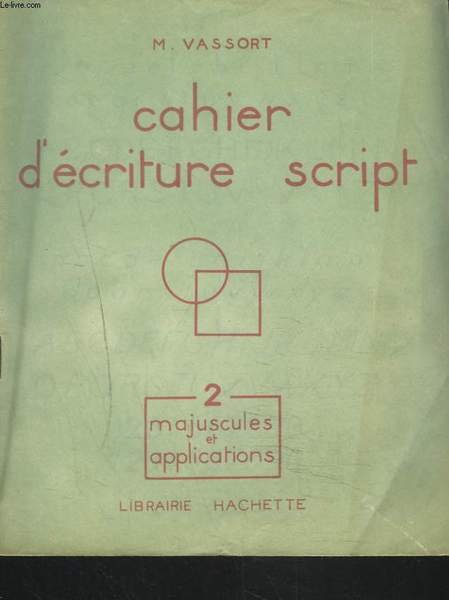 Le-livre.com
M. VASSORT
cahier
d'écriture script
2
majuscules
et
applications
LIBRAIRIE HACHETTE